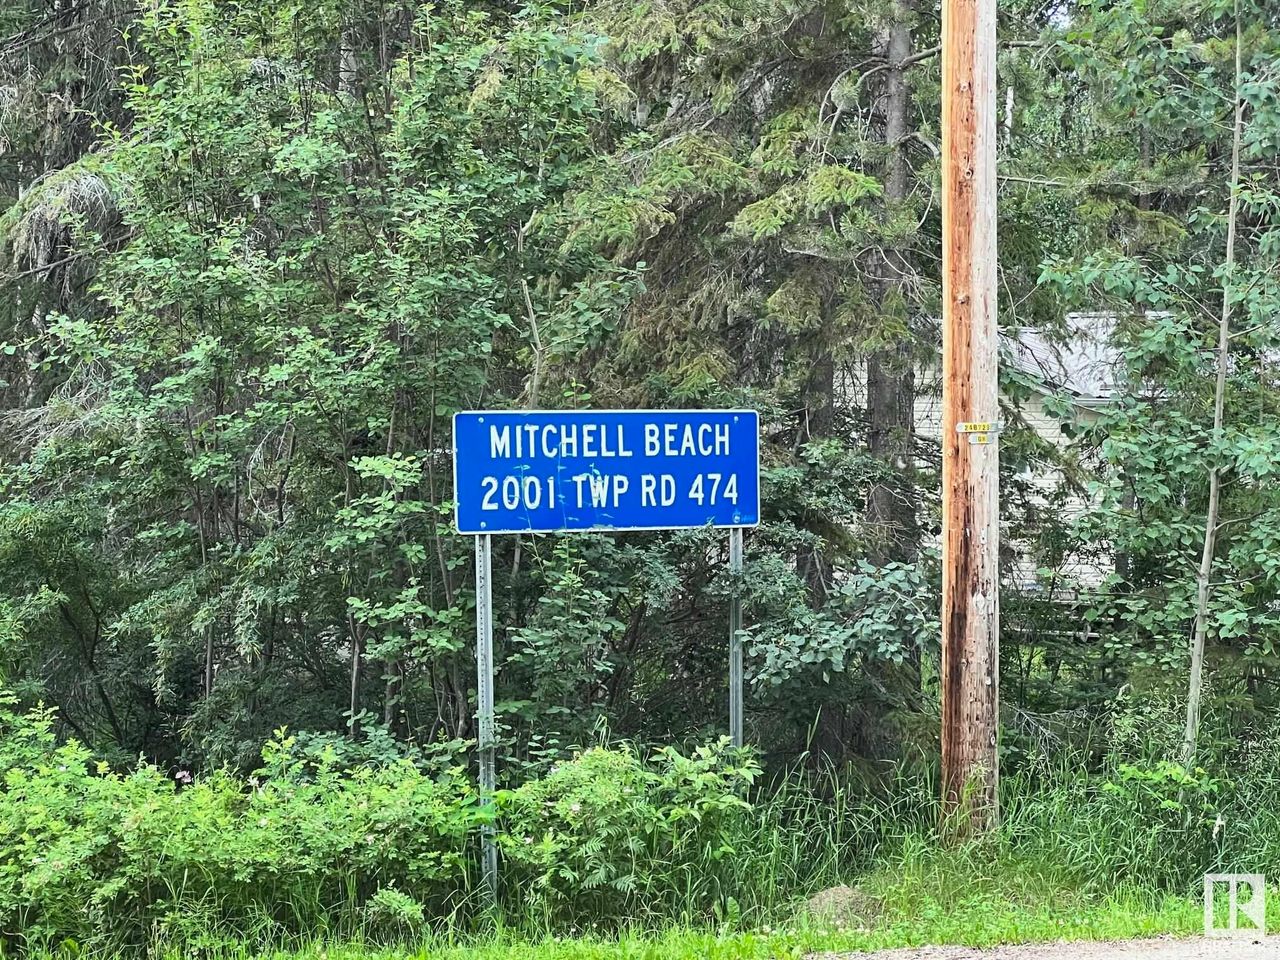 MITCHELL BEACH
2001 TWP RD 474